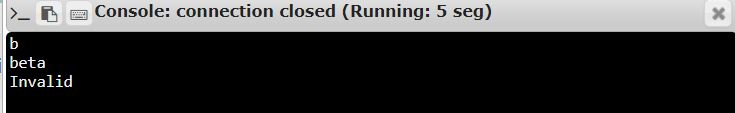 Console: connection closed (Running: 5 seg)
b
beta
Invalid